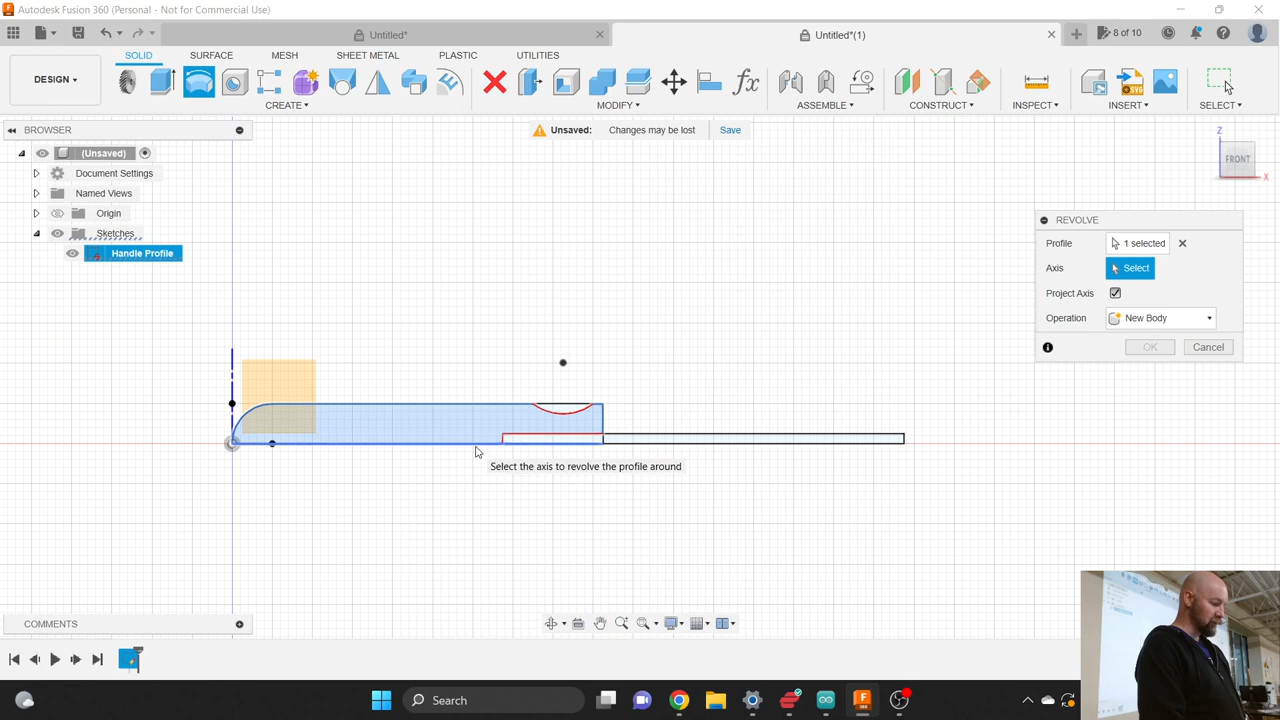 Autodesk Fusion 360 (Personal - Not for Commercial Use)
Untitled*
Untitled*(1)
8 of 10
DESIGN
SOLID
SURFACE
MESH
SHEET METAL
PLASTIC
UTILITIES
CREATE
MODIFY
ASSEMBLE
CONSTRUCT
INSPECT
INSERT
SELECT
fx
SVG
BROWSER
Unsaved:
Changes may be lost
Save
(Unsaved)
Document Settings
Named Views
Origin
Sketches
Handle Profile
Z
FRONT
X
REVOLVE
Profile
1 selected
Axis
Select
Project Axis
Operation
New Body
OK
Cancel
Select the axis to revolve the profile around
COMMENTS
Search